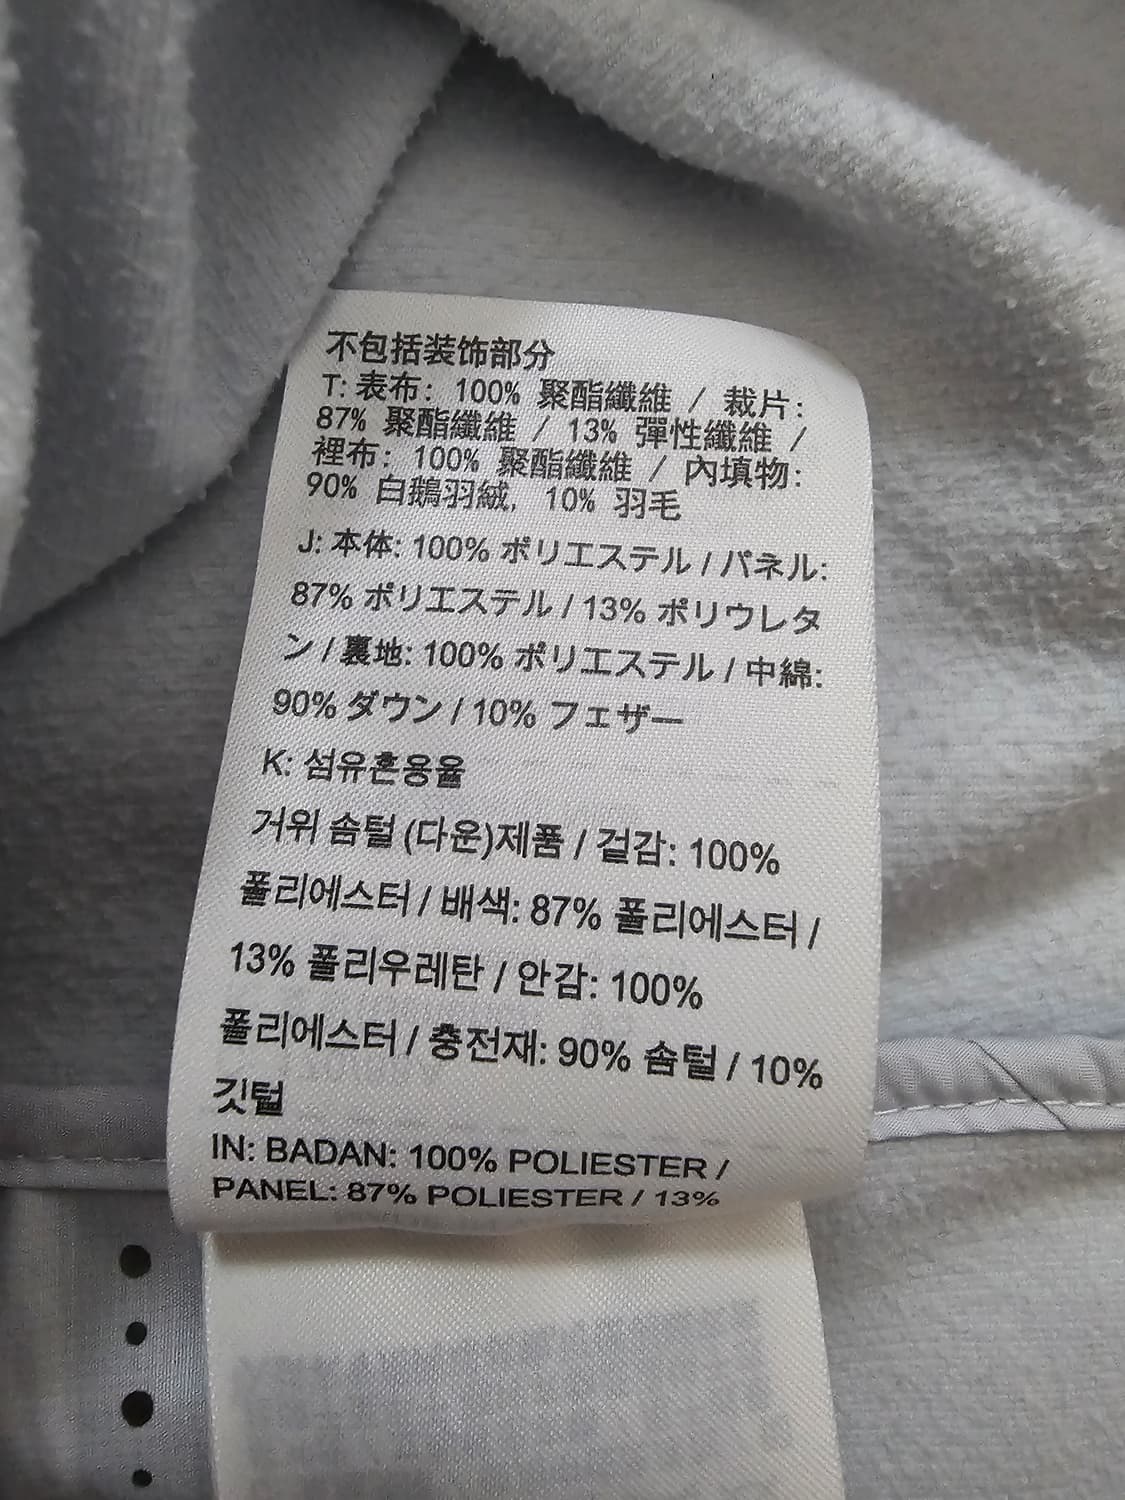 不包括装饰部分
T: 表布: 100% 聚酯纖維 / 裁片:
87% 聚酯纖維 / 13% 彈性纖維 /
裡布: 100% 聚酯纖維 / 內填物:
90% 白鵝羽絨, 10% 羽毛
J: 本体: 100% ポリエステル / パネル:
87% ポリエステル / 13% ポリウレタ
ン / 裏地: 100% ポリエステル / 中綿:
90% ダウン / 10% フェザー
K: 섬유혼용율
거위 솜털 (다운)제품 / 겉감: 100%
폴리에스터 / 배색: 87% 폴리에스터 /
13% 폴리우레탄 / 안감: 100%
폴리에스터 / 충전재: 90% 솜털 / 10%
깃털
IN: BADAN: 100% POLIESTER /
PANEL: 87% POLIESTER / 13%